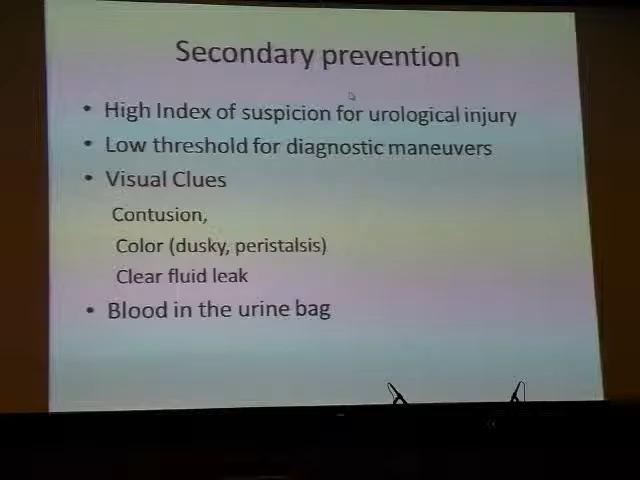 Secondary prevention
• High Index of suspicion for urological injury
• Low threshold for diagnostic maneuvers
• Visual Clues
Contusion,
Color (dusky, peristalsis)
Clear fluid leak
• Blood in the urine bag